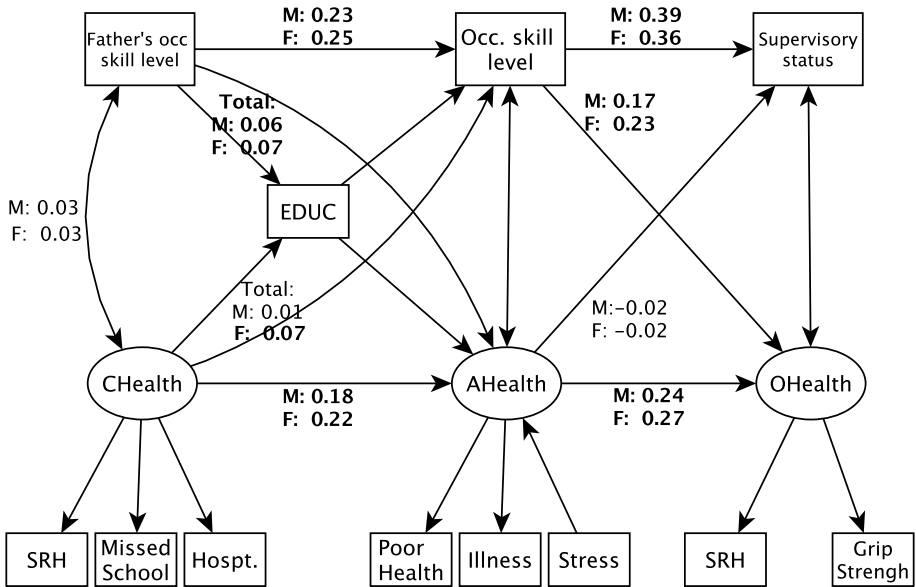 M: 0.23
F: 0.25
M: 0.39
F: 0.36
Father's occ
skill level
Occ. skill
level
Supervisory
status
Total:
M: 0.06
F: 0.07
M: 0.17
F: 0.23
M: 0.03
F: 0.03
EDUC
Total:
M: 0.01
F: 0.07
M:-0.02
F: -0.02
CHealth
AHealth
OHealth
M: 0.18
F: 0.22
M: 0.24
F: 0.27
SRH
Missed
School
Hospt.
Poor
Health
Illness
Stress
SRH
Grip
Strengh